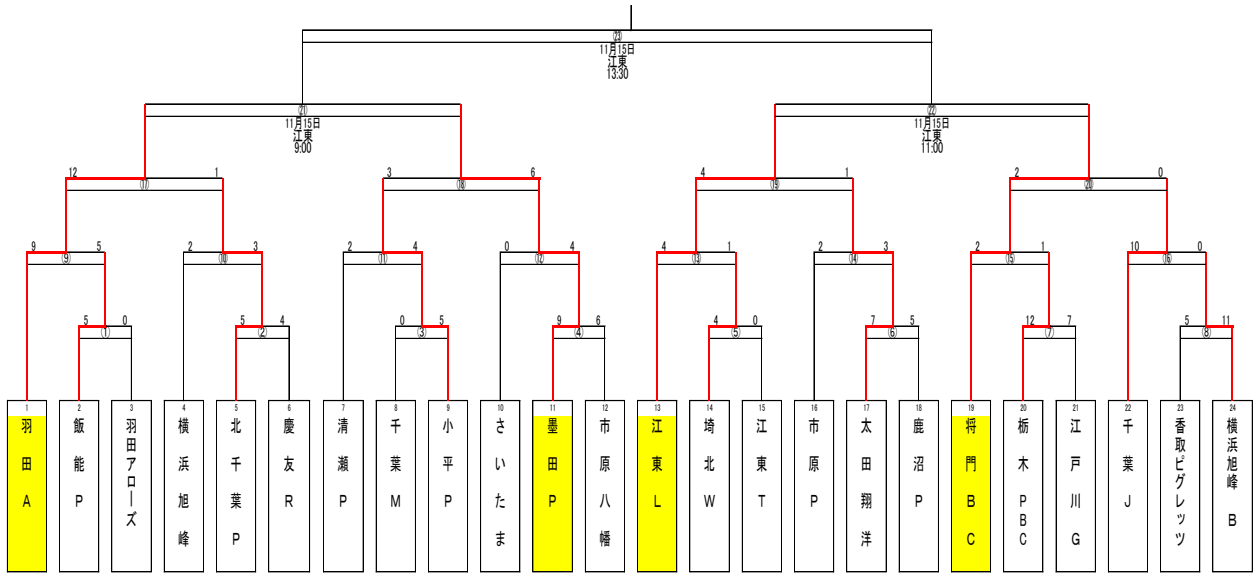 ㉓
11月15日
江東
13:30
㉑
㉒
11月15日
江東
9:00
11月15日
江東
11:00
12 1 3 6 4 1 2 0
⑰ ⑱ ⑲ ⑳
9 5 2 3 2 4 0 4 4 1 2 3 2 1 10 0
⑨ ⑩ ⑪ ⑫ ⑬ ⑭ ⑮ ⑯
5 0 5 4 0 5 9 6 4 0 7 5 12 7 5 11
① ② ③ ④ ⑤ ⑥ ⑦ ⑧
1 2 3 4 5 6 7 8 9 10 11 12 13 14 15 16 17 18 19 20 21 22 23 24
羽田A
飯能P
羽田アローズ
横浜旭峰
北千葉P
慶友R
清瀬P
千葉M
小平P
さいたま
墨田P
市原八幡
江東L
埼北W
江東T
市原P
太田翔洋
鹿沼P
将門BC
栃木PBC
江戸川G
千葉J
香取ピグレッツ
横浜旭峰B